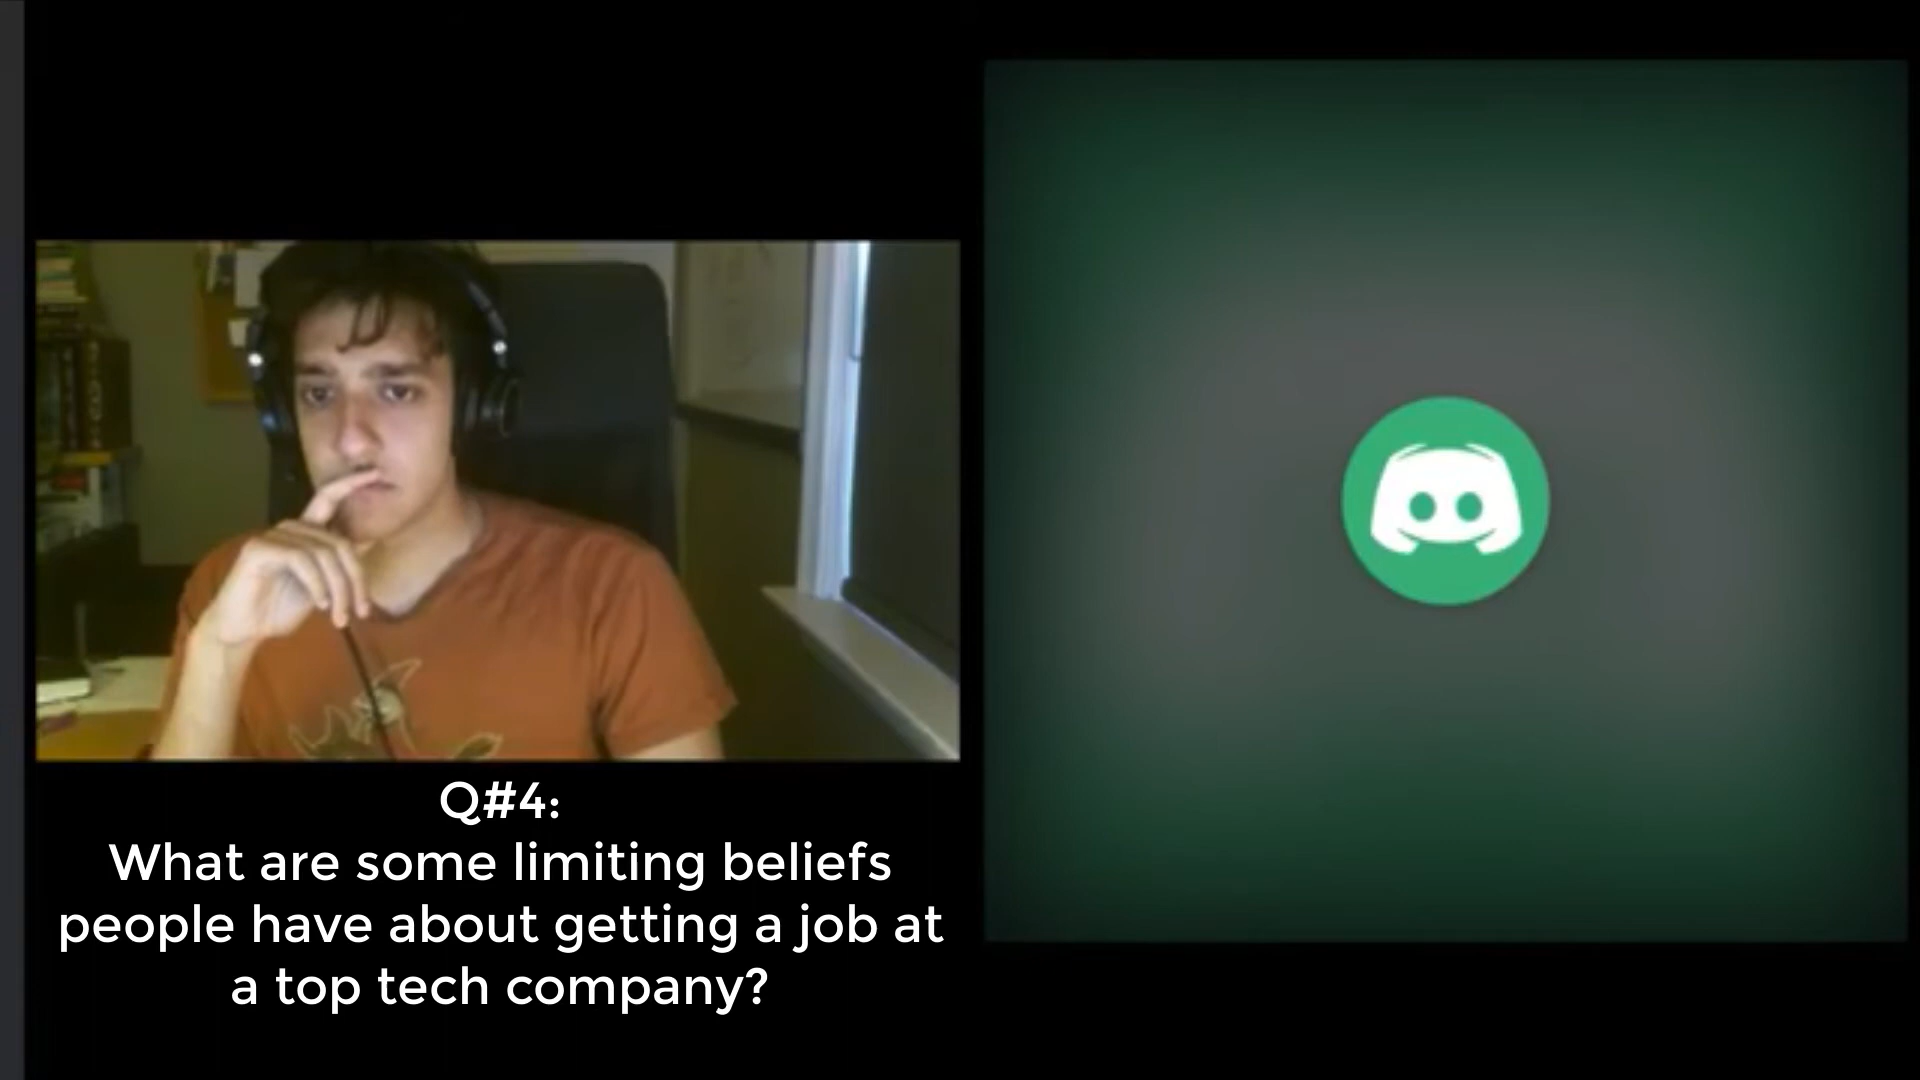 Q#4:
What are some limiting beliefs
people have about getting a job at
a top tech company?